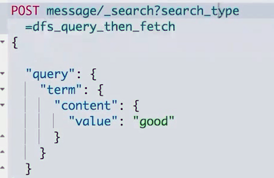 POST message/_search?search_type
=dfs_query_then_fetch
{
"query": {
"term": {
"content": {
"value": "good"
}
}
}